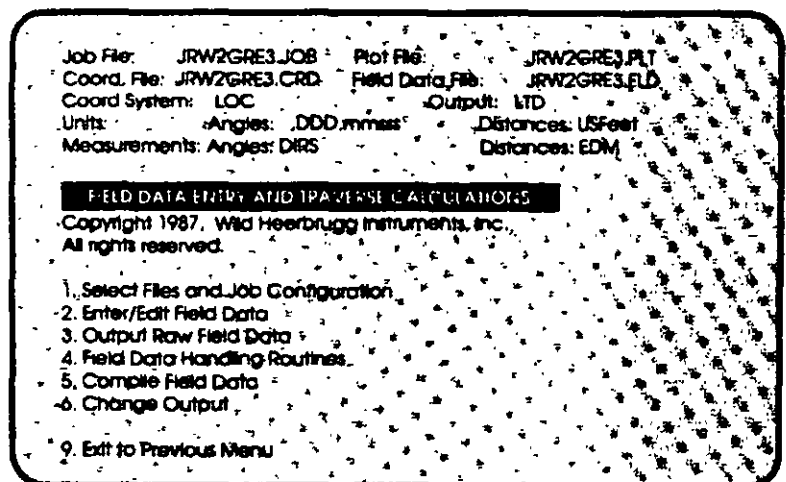 Job File: JRW2GRE3.JOB Plot File: JRW2GRE3.PLT
Coord. File: JRW2GRE3.CRD Field Data File: JRW2GRE3.FLD
Coord System: LOC Output: LTD
Units: Angles: DDD.mmsss Distances: USFeet
Measurements: Angles: DIRS Distances: EDM
FIELD DATA ENTRY AND TRAVERSE CALCULATIONS
Copyright 1987, Wild Heerbrugg Instruments, Inc.
All rights reserved.
1. Select Files and Job Configuration
2. Enter/Edit Field Data
3. Output Raw Field Data
4. Field Data Handling Routines
5. Compile Field Data
6. Change Output
9. Exit to Previous Menu